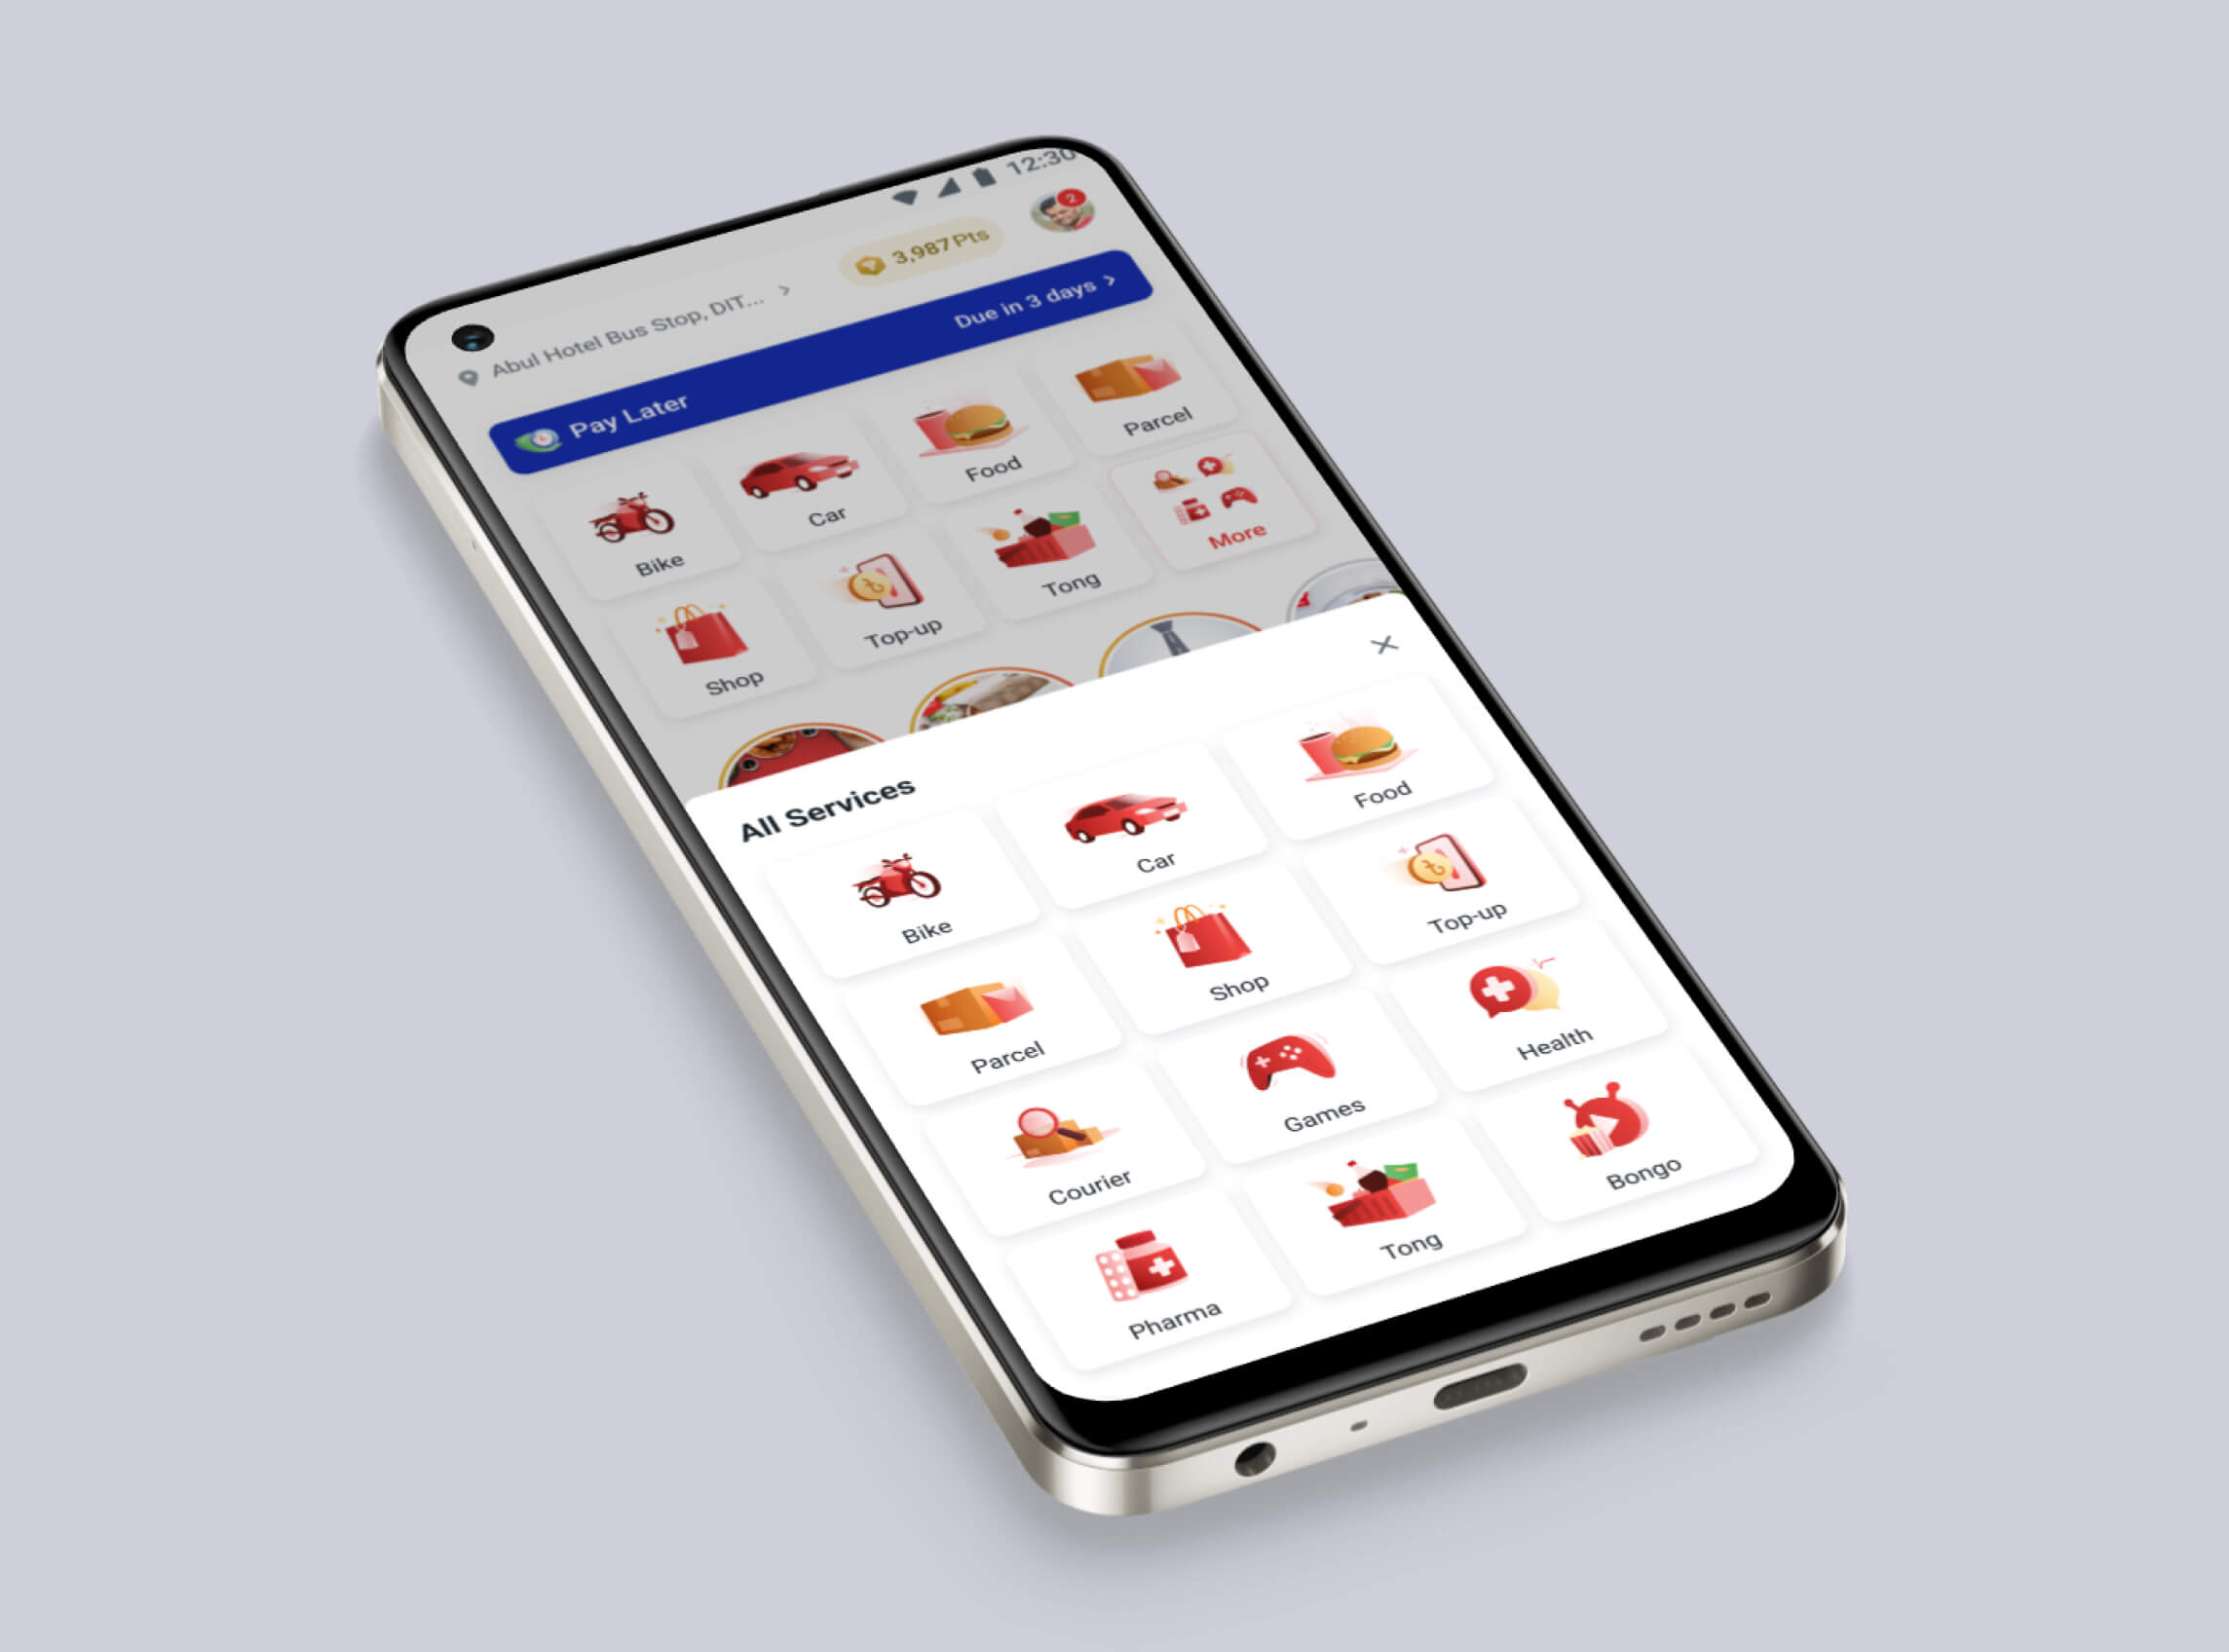 12:30
Abul Hotel Bus Stop, DIT...
3,987 Pts
2
Pay Later
Due in 3 days
Bike
Car
Food
Parcel
Shop
Top-up
Tong
More
All Services
Bike
Car
Food
Parcel
Shop
Top-up
Courier
Games
Health
Pharma
Tong
Bongo